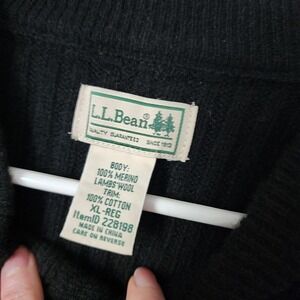 L.L.Bean®
QUALITY GUARANTEED SINCE 1912
BODY:
100% MERINO
LAMBS' WOOL
TRIM:
100% COTTON
XL-REG
ItemID 228198
MADE IN CHINA
CARE ON REVERSE